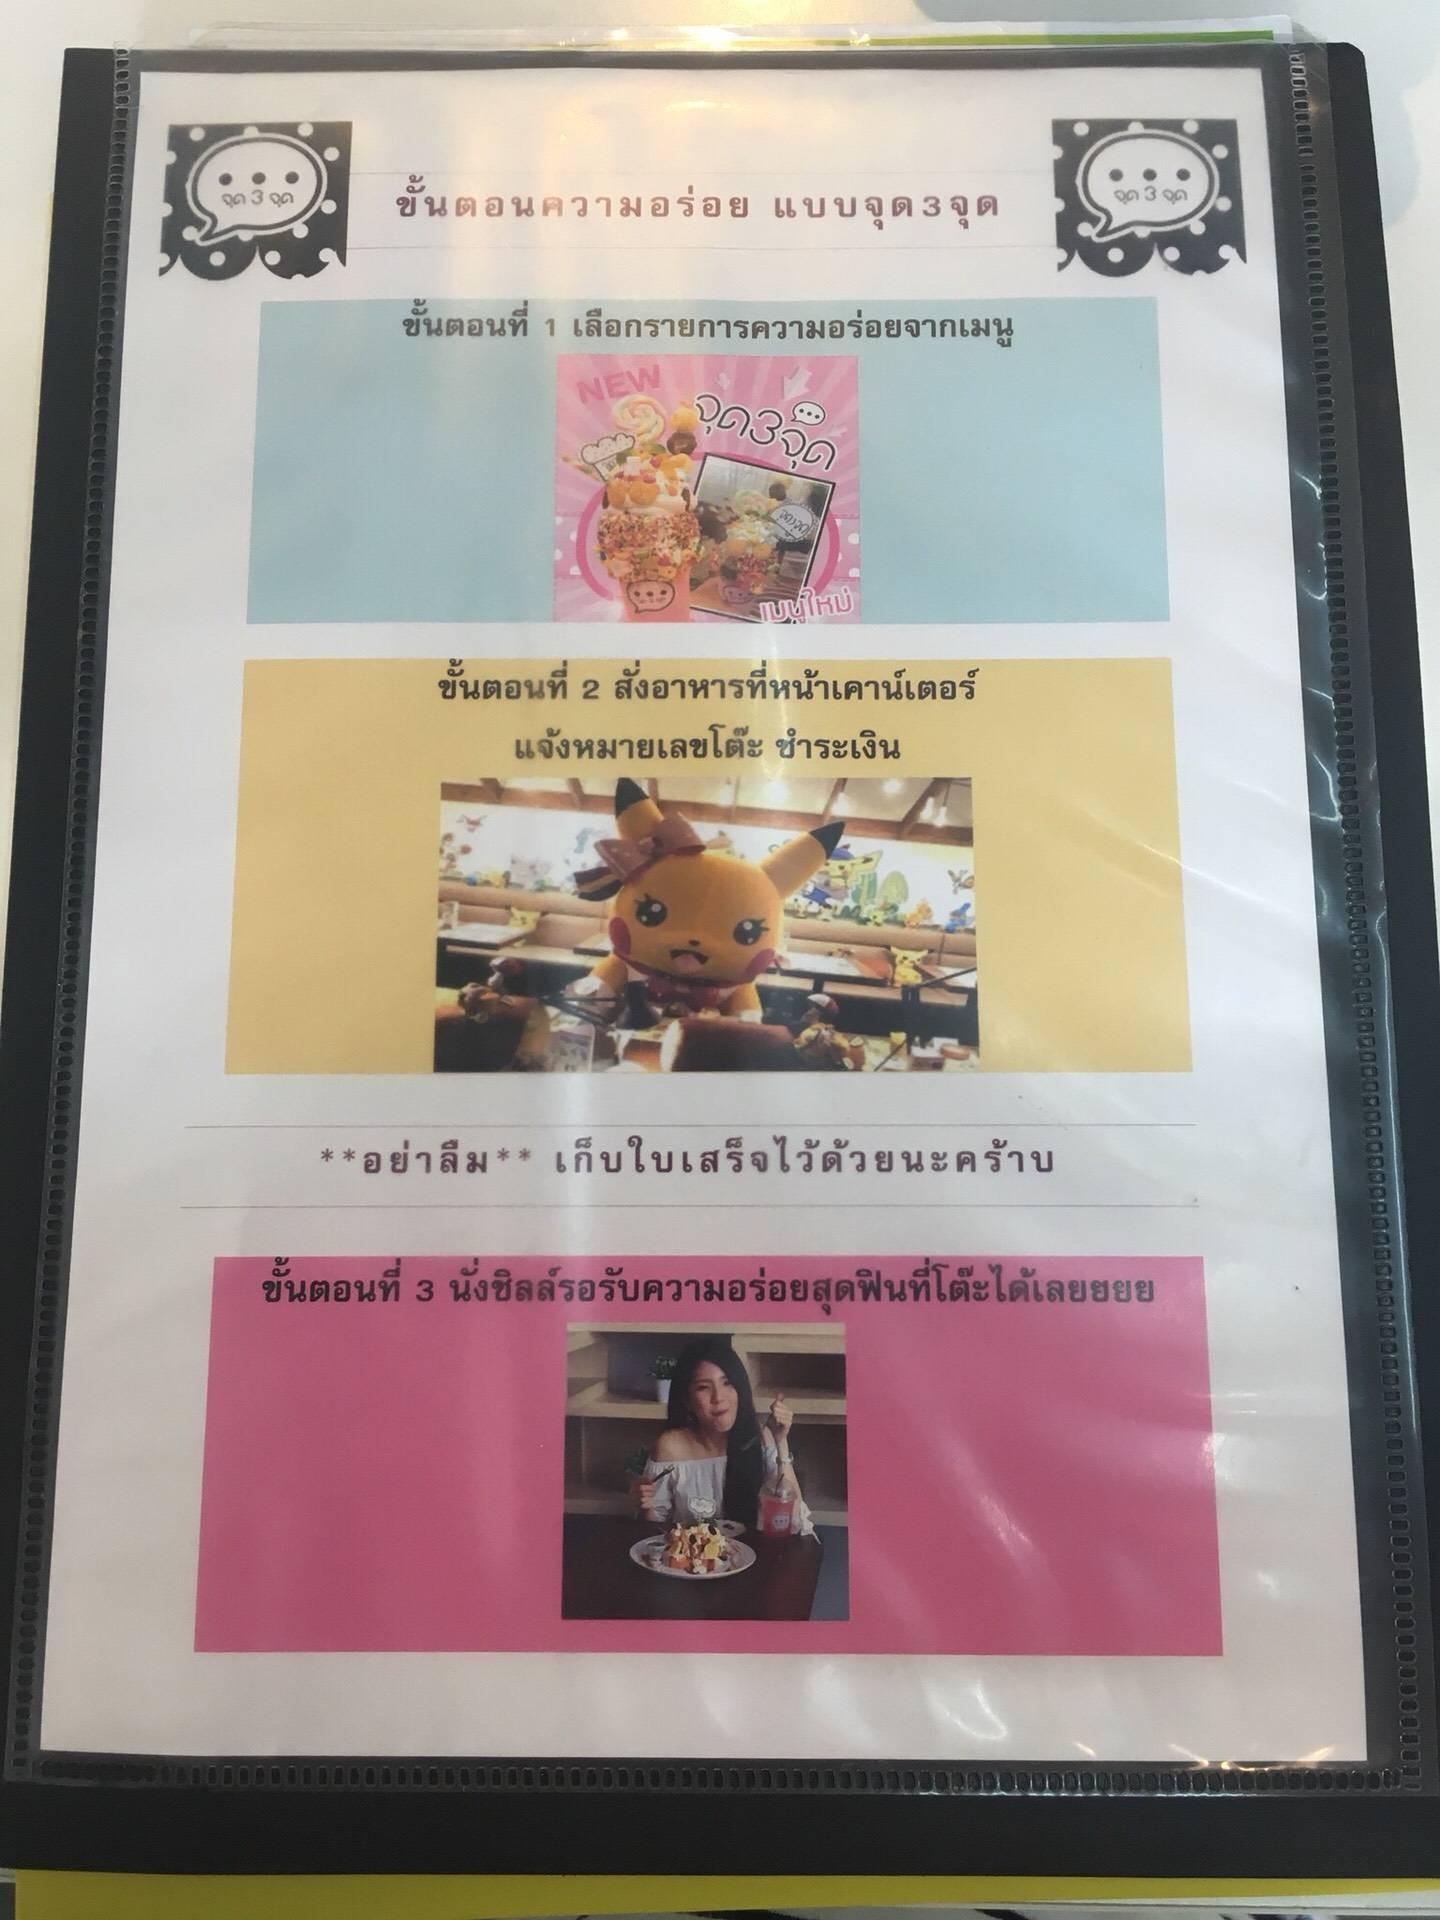 จุด 3 จุด
จุด 3 จุด
ขั้นตอนความอร่อย แบบจุด3จุด
ขั้นตอนที่ 1 เลือกรายการความอร่อยจากเมนู
NEW
จุด3จุด
เมนูใหม่
ขั้นตอนที่ 2 สั่งอาหารที่หน้าเคาน์เตอร์
แจ้งหมายเลขโต๊ะ ชำระเงิน
**อย่าลืม** เก็บใบเสร็จไว้ด้วยนะคร้าบ
ขั้นตอนที่ 3 นั่งชิลล์รอรับความอร่อยสุดฟินที่โต๊ะได้เลยยยย